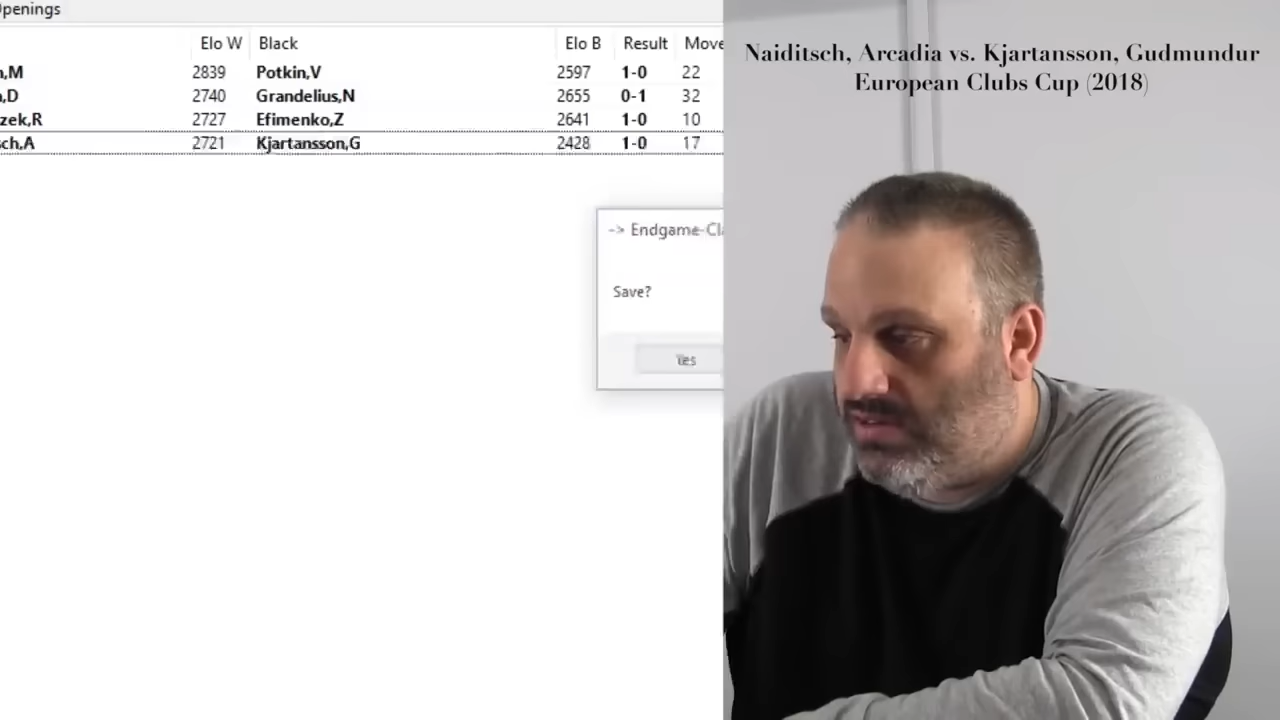 Openings
Elo W Black Elo B Result Move
n,M 2839 Potkin,V 2597 1-0 22
,D 2740 Grandelius,N 2655 0-1 32
zek,R 2727 Efimenko,Z 2641 1-0 10
sch,A 2721 Kjartansson,G 2428 1-0 17
-> Endgame-Cla
Save?
Yes
Naiditsch, Arcadia vs. Kjartansson, Gudmundur
European Clubs Cup (2018)